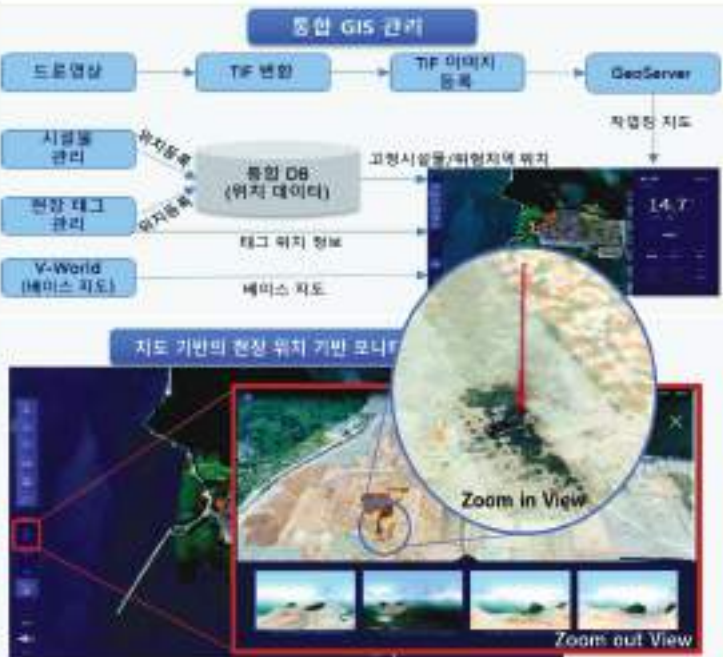 통합 GIS 관리
드론영상
TIF 변환
TIF 이미지
등록
GeoServer
작업장 지도
시설물
관리
위치등록
통합 DB
(위치 데이터)
고정시설물/위험지역 위치
현장 태그
관리
위치등록
태그 위치 정보
V-World
(베이스 지도)
베이스 지도
14.7
지도 기반의 현장 위치 기반 모니터
Zoom in View
Zoom out View